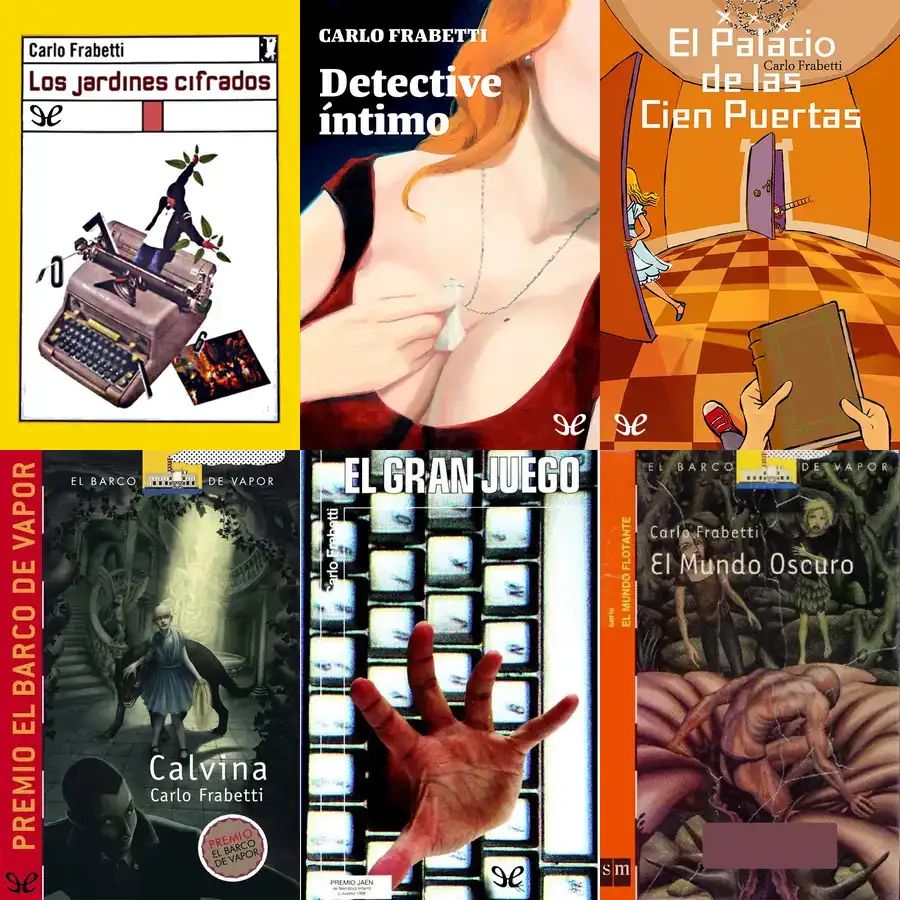 Carlo Frabetti
Los jardines cifrados
CARLO FRABETTI
Detective
íntimo
El Palacio
Carlo Frabetti
de las
Cien Puertas
PREMIO EL BARCO DE VAPOR
EL BARCO DE VAPOR
Calvina
Carlo Frabetti
PREMIO
EL BARCO
DE VAPOR
EL GRAN JUEGO
Carlo Frabetti
PREMIO JAÉN
EL BARCO DE VAPOR
serie
EL MUNDO FLOTANTE
Carlo Frabetti
El Mundo Oscuro
sm